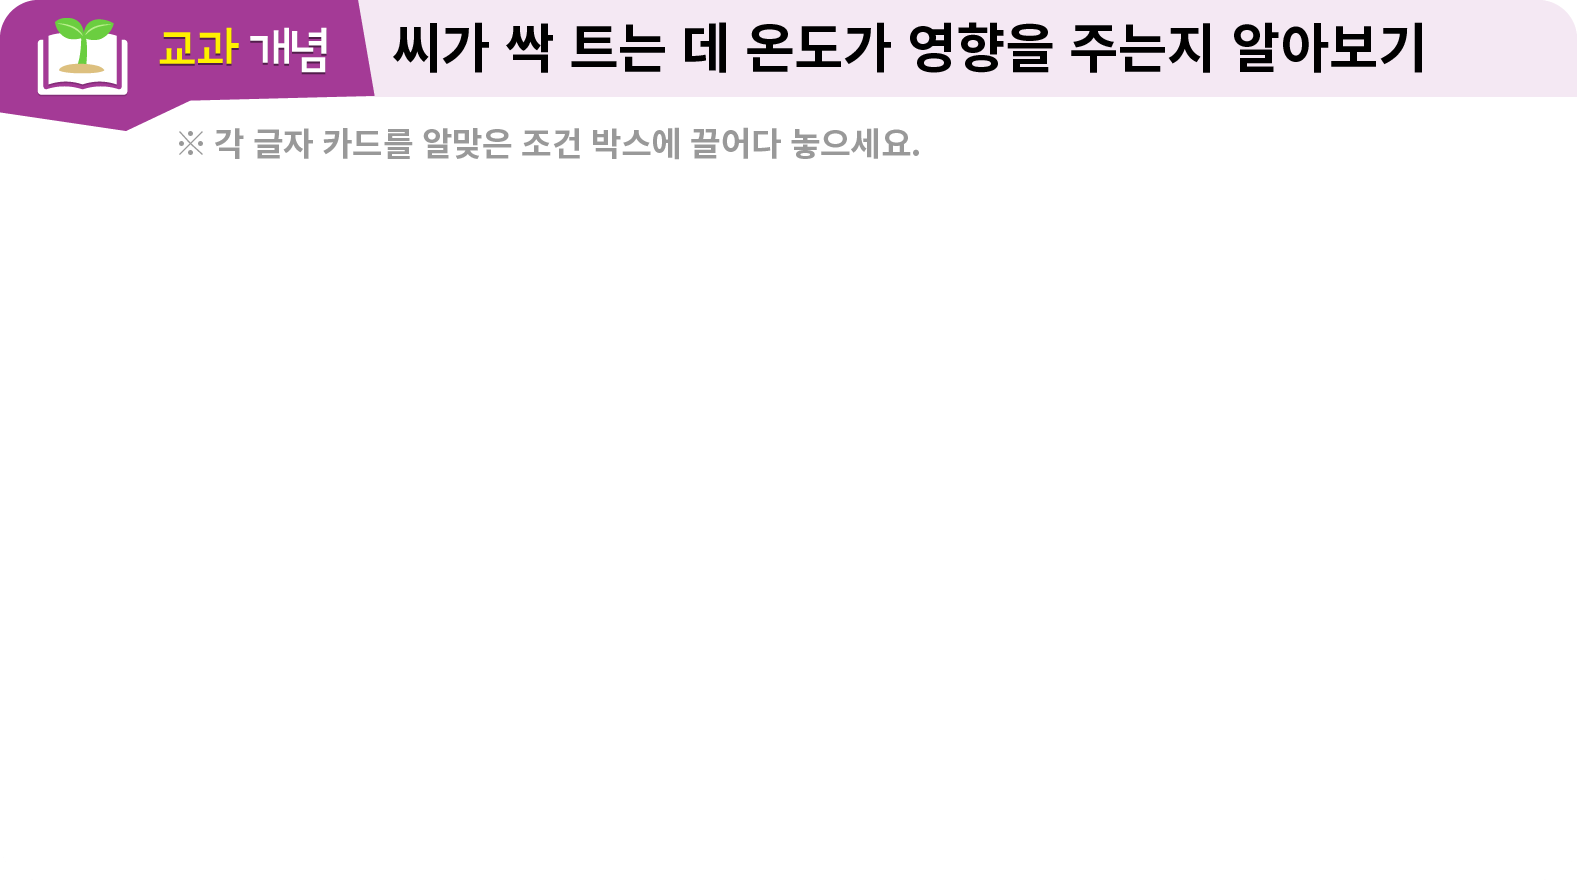 교과 개념 씨가 싹 트는 데 온도가 영향을 주는지 알아보기
※ 각 글자 카드를 알맞은 조건 박스에 끌어다 놓으세요.